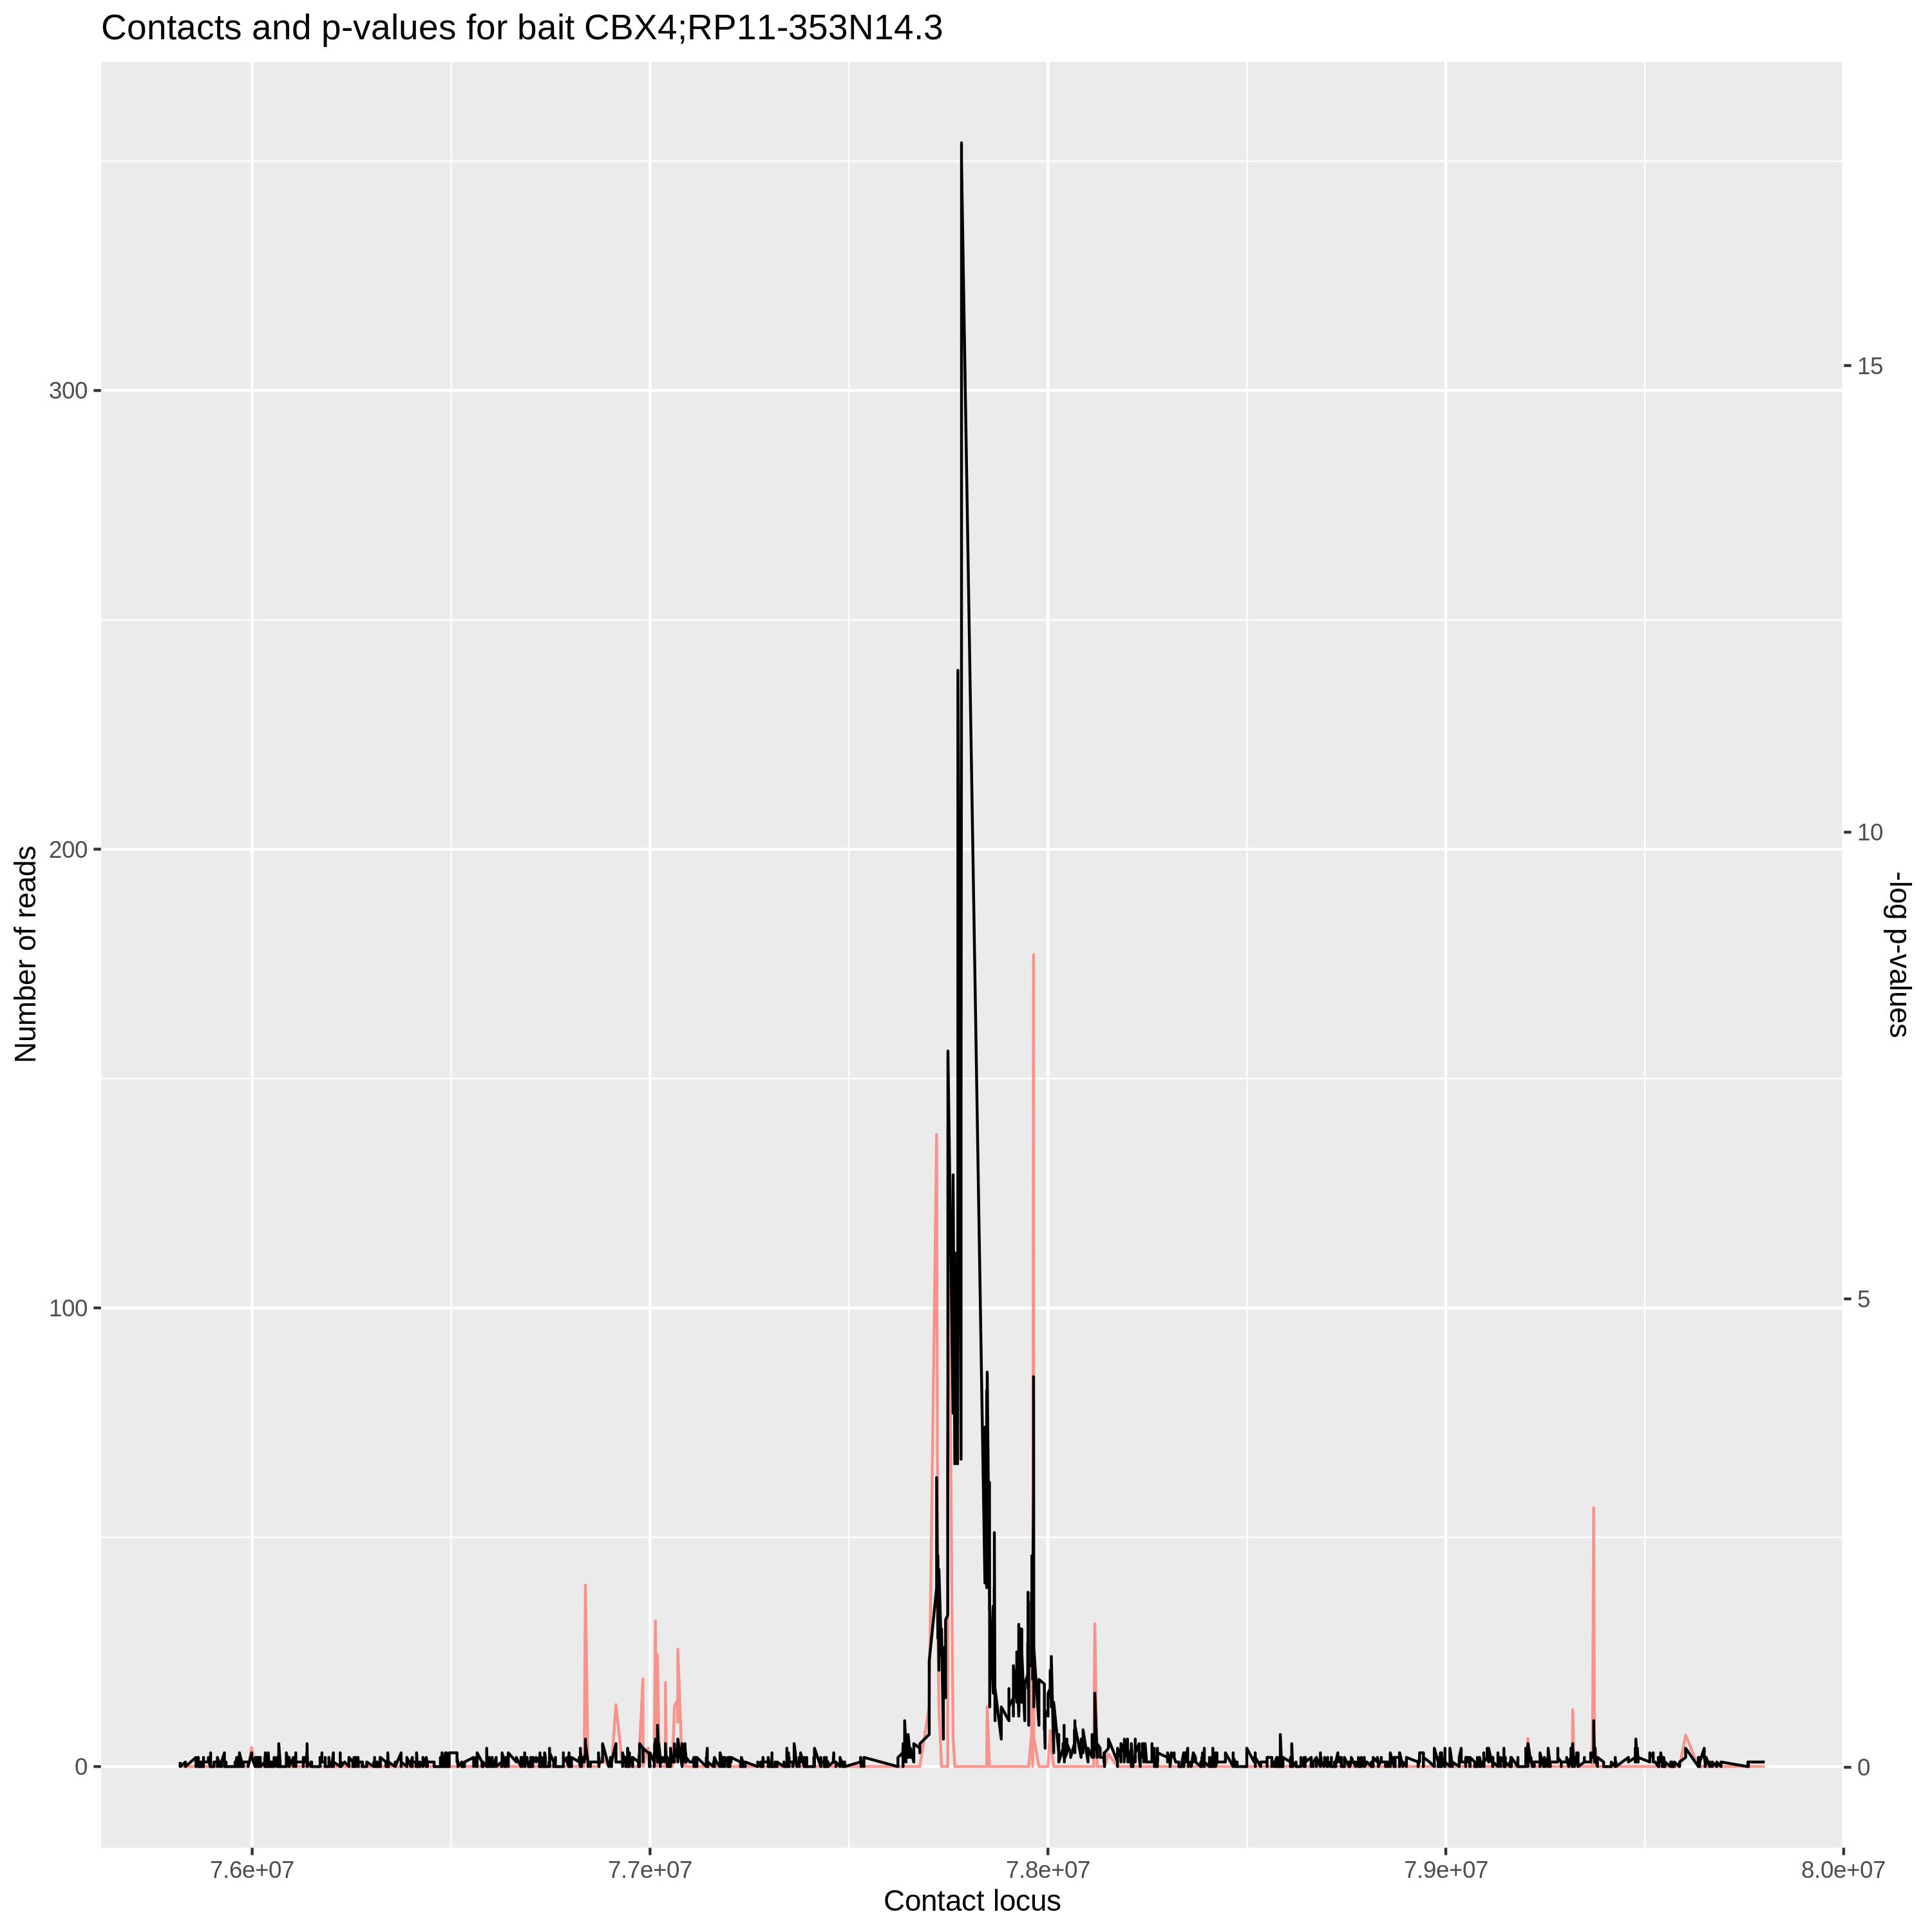 Contacts and p-values for bait CBX4;RP11-353N14.3
Number of reads
300
200
100
0
15
10
5
0
-log p-values
7.6e+07
7.7e+07
7.8e+07
7.9e+07
8.0e+07
Contact locus